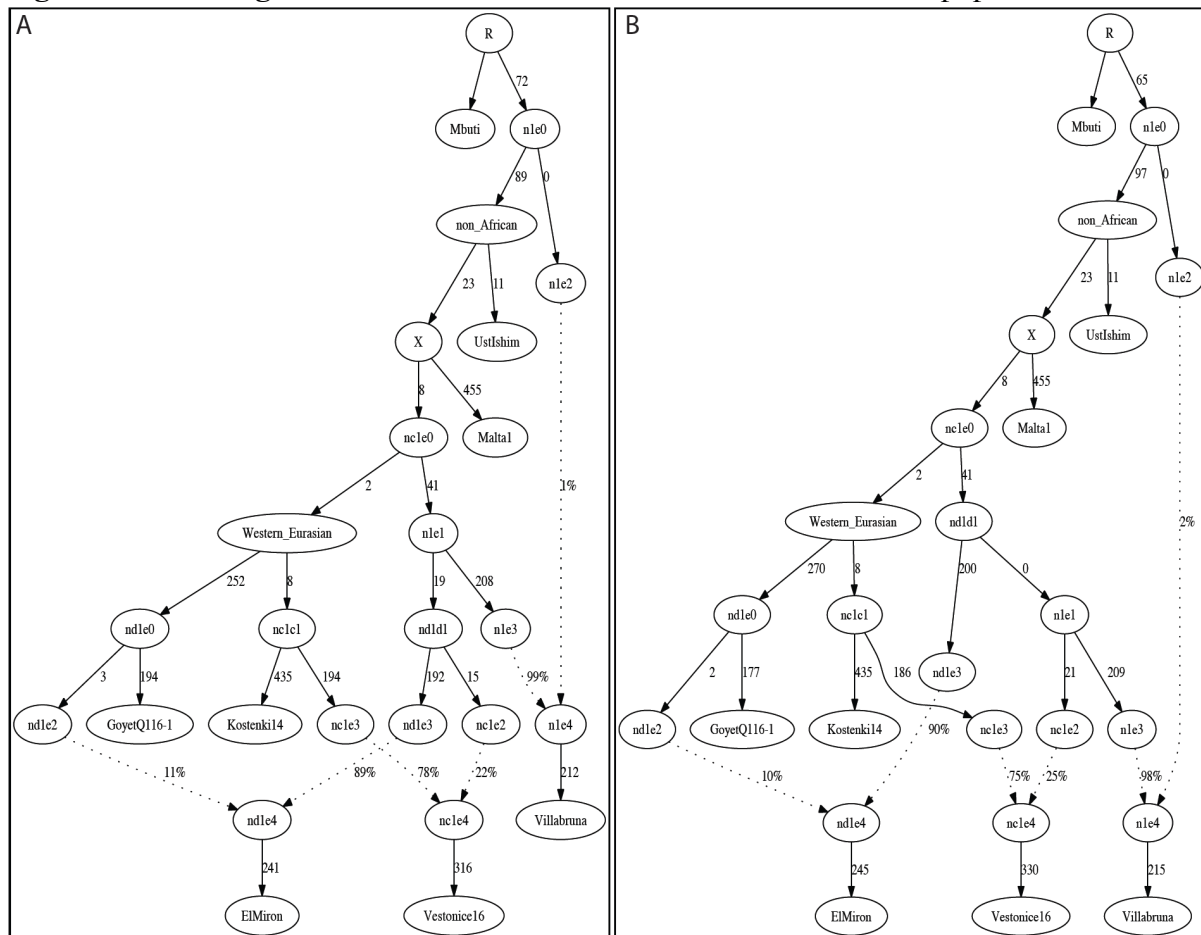 A
R
72
Mbuti
n1e0
89
0
non_African
23
11
n1e2
X
UstIshim
8
455
nc1e0
Malta1
1%
2
41
Western_Eurasian
n1e1
252
8
19
208
nd1e0
nc1c1
nd1d1
n1e3
3
194
435
194
192
15
99%
nd1e2
GoyetQ116-1
Kostenki14
nc1e3
nd1e3
nc1e2
n1e4
11%
89%
78%
22%
212
nd1e4
nc1e4
Villabruna
241
316
ElMiron
Vestonice16
B
R
65
Mbuti
n1e0
97
0
non_African
n1e2
23
11
X
UstIshim
8
455
nc1e0
Malta1
2
41
2%
Western_Eurasian
nd1d1
270
8
200
0
nd1e0
nc1c1
n1e1
nd1e3
2
177
435
186
21
209
nd1e2
GoyetQ116-1
Kostenki14
90%
nc1e3
nc1e2
n1e3
10%
75%
25%
98%
nd1e4
nc1e4
n1e4
245
330
215
ElMiron
Vestonice16
Villabruna